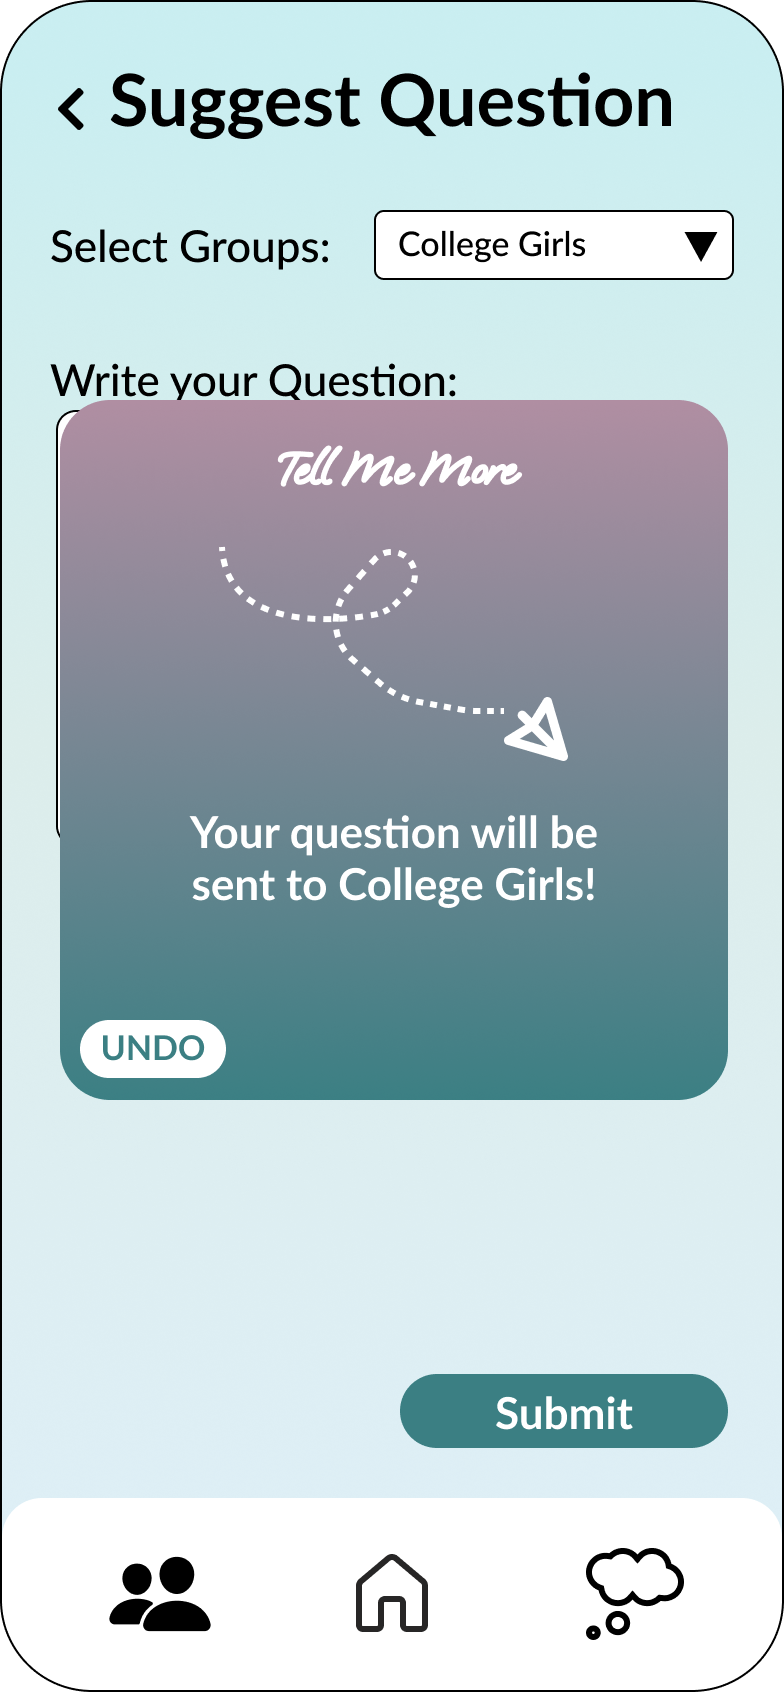 Suggest Question
Select Groups:
College Girls
Write your Question:
Tell Me More
Your question will be
sent to College Girls!
UNDO
Submit